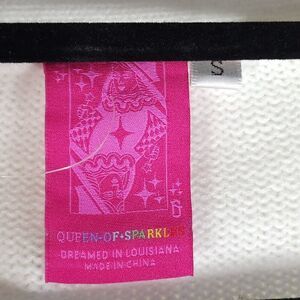 S
QUEEN-OF-SPARKLES
DREAMED IN LOUISIANA
MADE IN CHINA